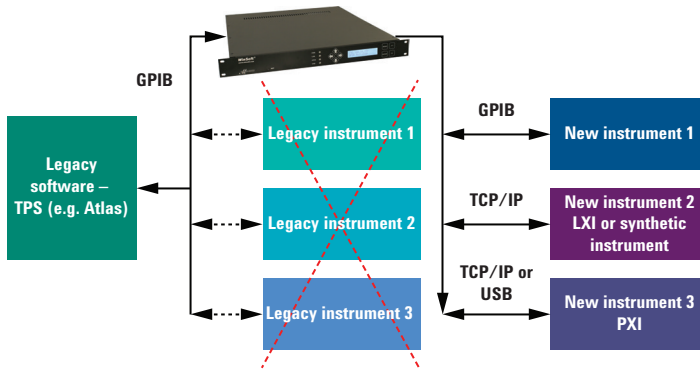 GPIB
Legacy
software –
TPS (e.g. Atlas)
Legacy instrument 1
Legacy instrument 2
Legacy instrument 3
GPIB
New instrument 1
TCP/IP
New instrument 2
LXI or synthetic
instrument
TCP/IP or
USB
New instrument 3
PXI